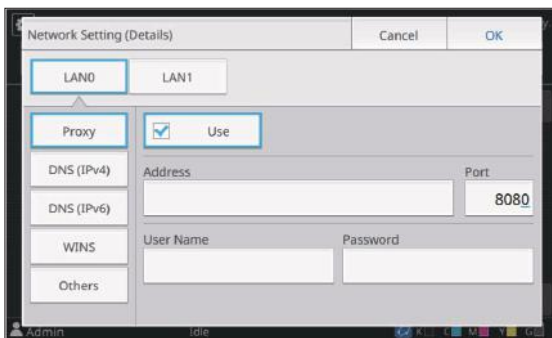 Network Setting (Details)
Cancel
OK
LAN0
LAN1
Proxy
Use
DNS (IPv4)
Address
Port
8080
DNS (IPv6)
WINS
User Name
Password
Others
Admin
Idle
K
C
M
Y
G